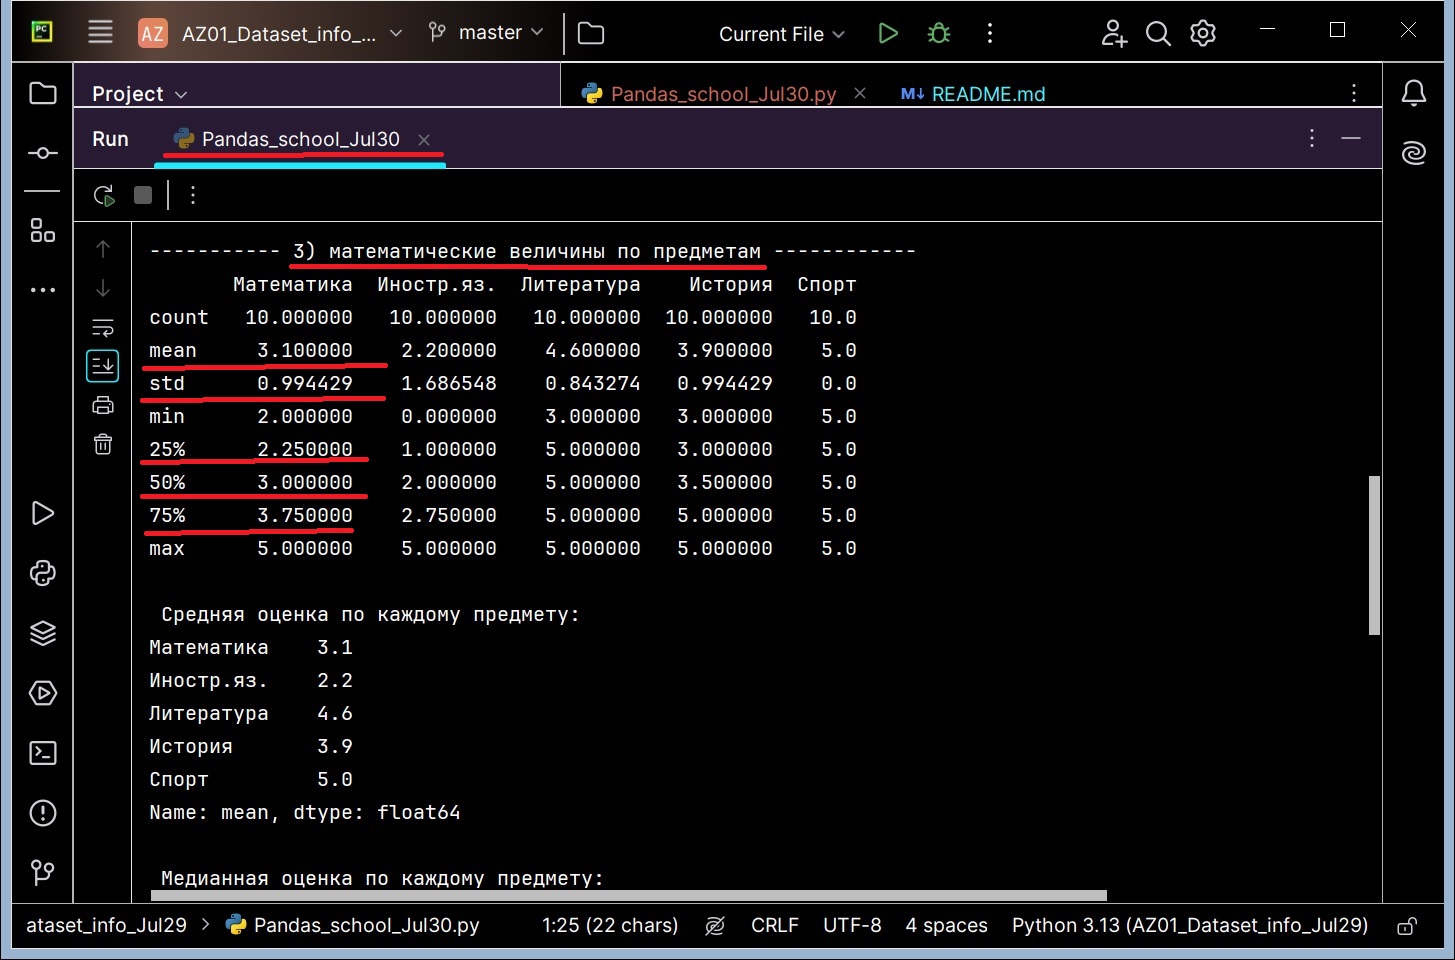 PC
AZ AZ01_Dataset_info_... master Current File
Project Pandas_school_Jul30.py README.md
Run Pandas_school_Jul30
----------- 3) математические величины по предметам ------------
Математика Иностр.яз. Литература История Спорт
count 10.000000 10.000000 10.000000 10.000000 10.0
mean 3.100000 2.200000 4.600000 3.900000 5.0
std 0.994429 1.686548 0.843274 0.994429 0.0
min 2.000000 0.000000 3.000000 3.000000 5.0
25% 2.250000 1.000000 5.000000 3.000000 5.0
50% 3.000000 2.000000 5.000000 3.500000 5.0
75% 3.750000 2.750000 5.000000 5.000000 5.0
max 5.000000 5.000000 5.000000 5.000000 5.0
Средняя оценка по каждому предмету:
Математика 3.1
Иностр.яз. 2.2
Литература 4.6
История 3.9
Спорт 5.0
Name: mean, dtype: float64
Медианная оценка по каждому предмету:
ataset_info_Jul29 > Pandas_school_Jul30.py 1:25 (22 chars) CRLF UTF-8 4 spaces Python 3.13 (AZ01_Dataset_info_Jul29)